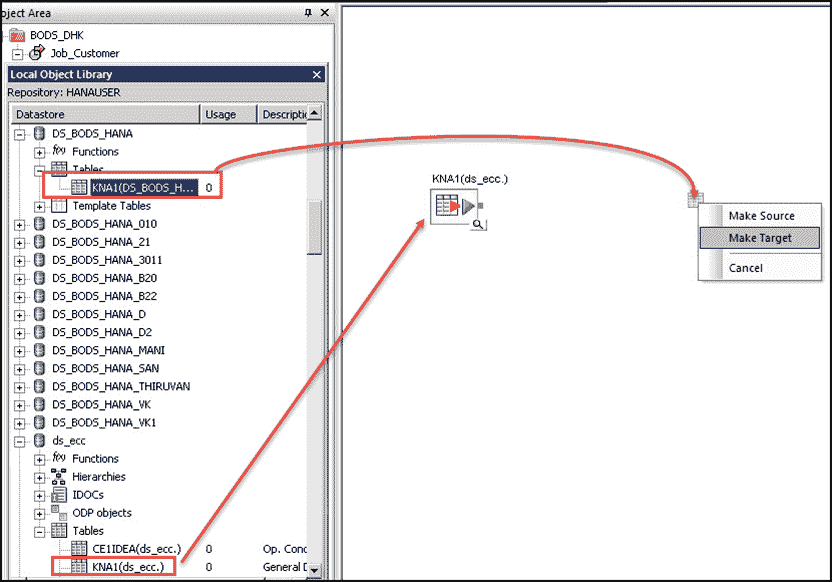 oject Area
BODS_DHK
Job_Customer
Local Object Library
Repository: HANAUSER
Datastore Usage Descriptic
DS_BODS_HANA
Functions
Tables
KNA1(DS_BODS_H... 0
Template Tables
DS_BODS_HANA_010
DS_BODS_HANA_21
DS_BODS_HANA_3011
DS_BODS_HANA_B20
DS_BODS_HANA_B22
DS_BODS_HANA_D
DS_BODS_HANA_D2
DS_BODS_HANA_MANI
DS_BODS_HANA_SAN
DS_BODS_HANA_THIRUVAN
DS_BODS_HANA_VK
DS_BODS_HANA_VK1
ds_ecc
Functions
Hierarchies
IDOCs
ODP objects
Tables
CE1IDEA(ds_ecc.) 0 Op. Conc
KNA1(ds_ecc.) 0 General D
KNA1(ds_ecc.)
Make Source
Make Target
Cancel